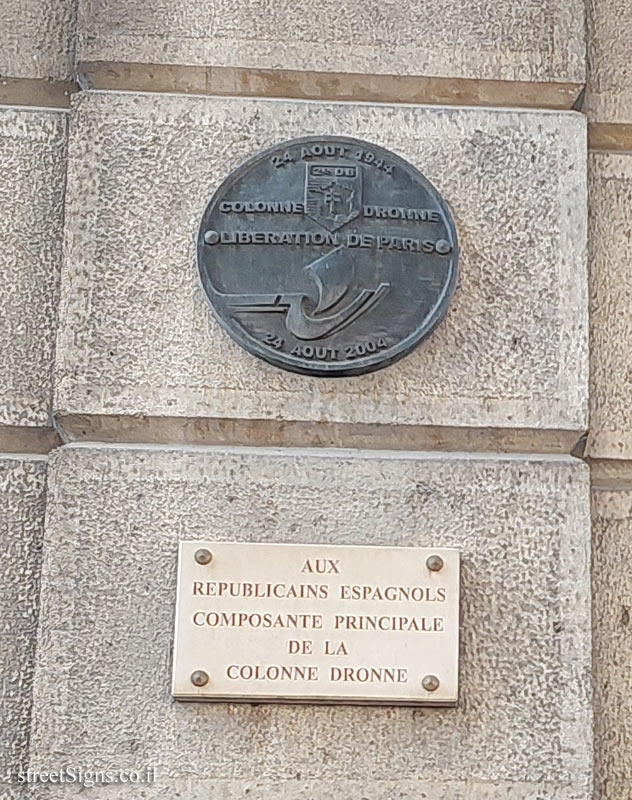 24 AOUT 1944
2e DB
COLONNE DRONNE
LIBERATION DE PARIS
24 AOUT 2004
AUX
REPUBLICAINS ESPAGNOLS
COMPOSANTE PRINCIPALE
DE LA
COLONNE DRONNE
streetSigns.co.il